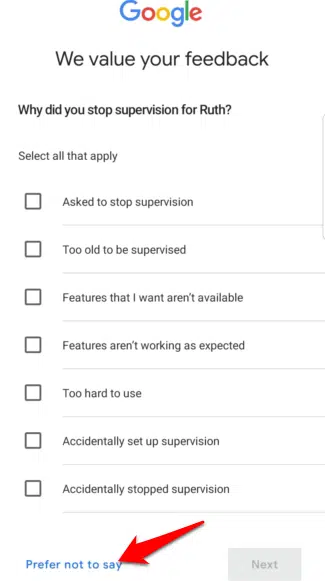 Google
We value your feedback
Why did you stop supervision for Ruth?
Select all that apply
Asked to stop supervision
Too old to be supervised
Features that I want aren't available
Features aren't working as expected
Too hard to use
Accidentally set up supervision
Accidentally stopped supervision
Prefer not to say
Next